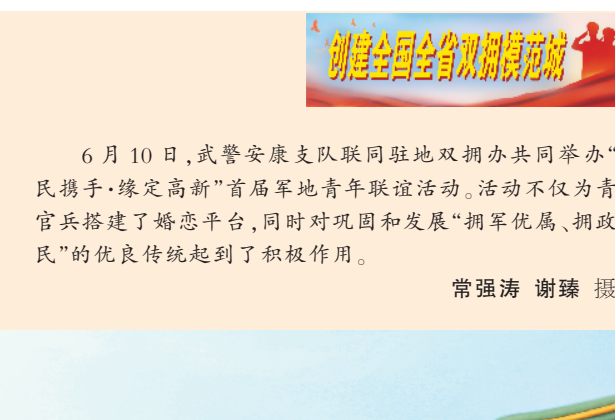 创建全国全省双拥模范城
6月10日,武警安康支队联同驻地双拥办共同举办“
民携手·缘定高新”首届军地青年联谊活动。活动不仅为青
官兵搭建了婚恋平台,同时对巩固和发展“拥军优属、拥政
民”的优良传统起到了积极作用。
常强涛 谢臻 摄